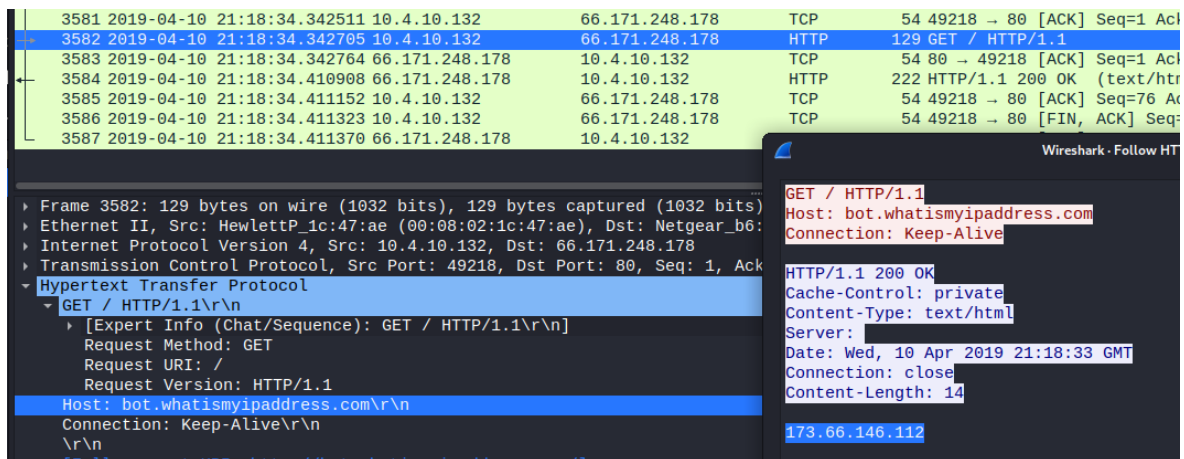 3581 2019-04-10 21:18:34.342511 10.4.10.132 66.171.248.178 TCP 54 49218 → 80 [ACK] Seq=1
3582 2019-04-10 21:18:34.342705 10.4.10.132 66.171.248.178 HTTP 129 GET / HTTP/1.1
3583 2019-04-10 21:18:34.342764 66.171.248.178 10.4.10.132 TCP 54 80 → 49218 [ACK] Seq=1
3584 2019-04-10 21:18:34.410908 66.171.248.178 10.4.10.132 HTTP 222 HTTP/1.1 200 OK
3585 2019-04-10 21:18:34.411152 10.4.10.132 66.171.248.178 TCP 54 49218 → 80 [ACK] Seq=76
3586 2019-04-10 21:18:34.411323 10.4.10.132 66.171.248.178 TCP 54 49218 → 80 [FIN, ACK]
3587 2019-04-10 21:18:34.411370 66.171.248.178 10.4.10.132
Frame 3582: 129 bytes on wire (1032 bits), 129 bytes captured (1032 bits)
Ethernet II, Src: HewlettP_1c:47:ae (00:08:02:1c:47:ae), Dst: Netgear_b6:
Internet Protocol Version 4, Src: 10.4.10.132, Dst: 66.171.248.178
Transmission Control Protocol, Src Port: 49218, Dst Port: 80, Seq: 1, Ack
Hypertext Transfer Protocol
GET / HTTP/1.1\r\n
[Expert Info (Chat/Sequence): GET / HTTP/1.1\r\n]
Request Method: GET
Request URI: /
Request Version: HTTP/1.1
Host: bot.whatismyipaddress.com\r\n
Connection: Keep-Alive\r\n
\r\n
Wireshark · Follow
GET / HTTP/1.1
Host: bot.whatismyipaddress.com
Connection: Keep-Alive
HTTP/1.1 200 OK
Cache-Control: private
Content-Type: text/html
Server:
Date: Wed, 10 Apr 2019 21:18:33 GMT
Connection: close
Content-Length: 14
173.66.146.112